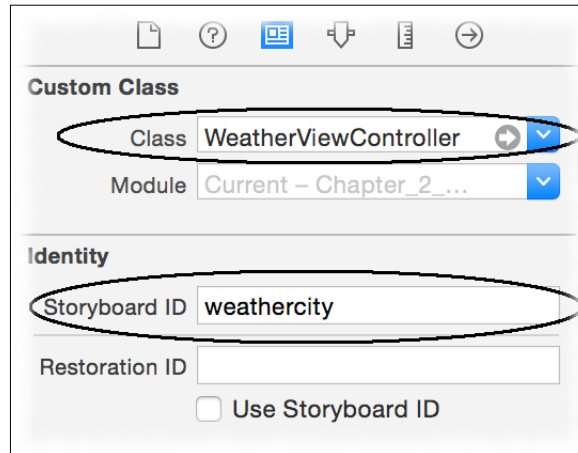 Custom Class
Class WeatherViewController
Module Current – Chapter_2_...
Identity
Storyboard ID weathercity
Restoration ID
Use Storyboard ID